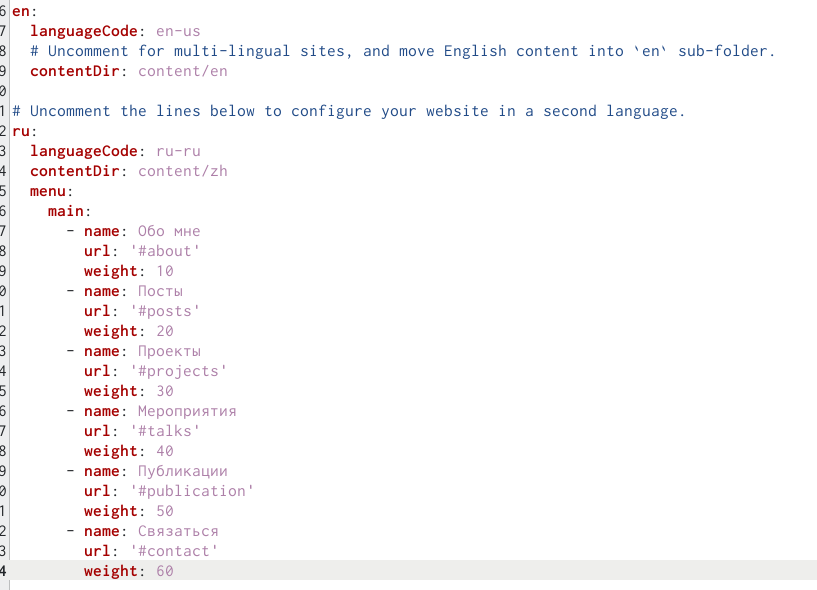 6 en:
7 languageCode: en-us
8 # Uncomment for multi-lingual sites, and move English content into `en` sub-folder.
9 contentDir: content/en
0
1 # Uncomment the lines below to configure your website in a second language.
2 ru:
3 languageCode: ru-ru
4 contentDir: content/zh
5 menu:
6 main:
7 - name: Обо мне
8 url: '#about'
9 weight: 10
0 - name: Посты
1 url: '#posts'
2 weight: 20
3 - name: Проекты
4 url: '#projects'
5 weight: 30
6 - name: Мероприятия
7 url: '#talks'
8 weight: 40
9 - name: Публикации
0 url: '#publication'
1 weight: 50
2 - name: Связаться
3 url: '#contact'
4 weight: 60